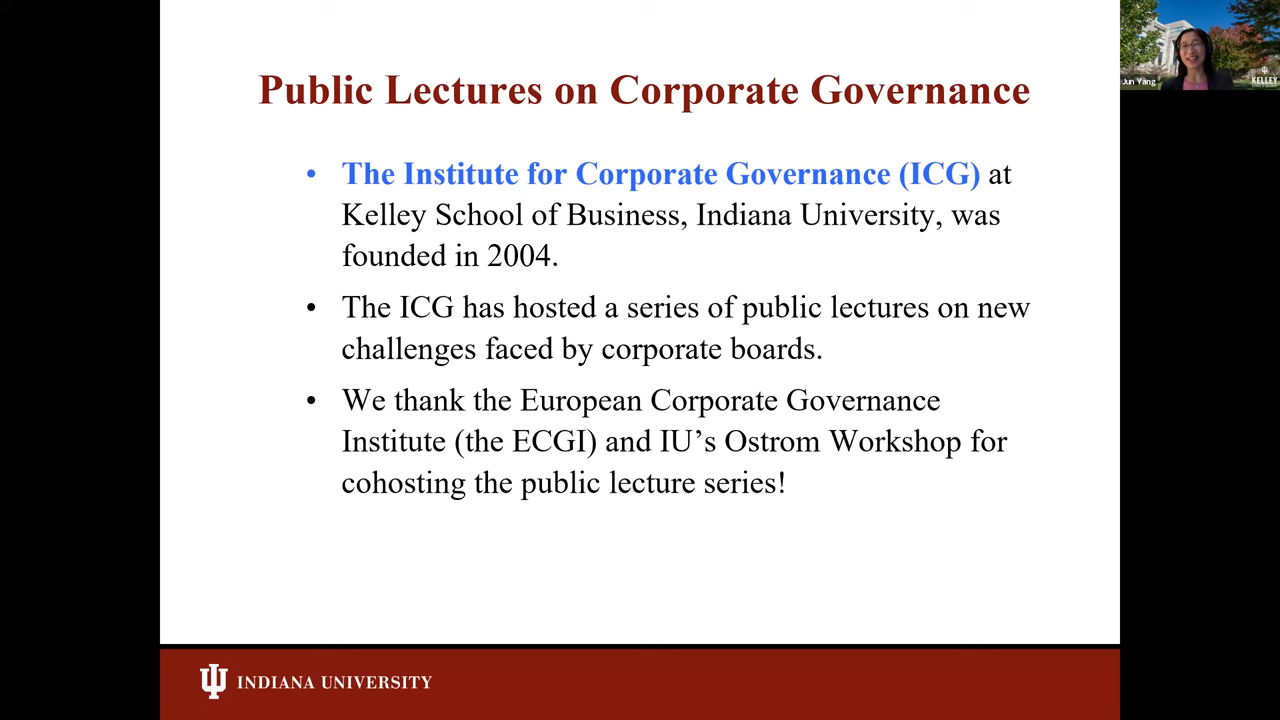 Public Lectures on Corporate Governance
• The Institute for Corporate Governance (ICG) at
Kelley School of Business, Indiana University, was
founded in 2004.
• The ICG has hosted a series of public lectures on new
challenges faced by corporate boards.
• We thank the European Corporate Governance
Institute (the ECGI) and IU’s Ostrom Workshop for
cohosting the public lecture series!
INDIANA UNIVERSITY
Jun Yang
KELLEY